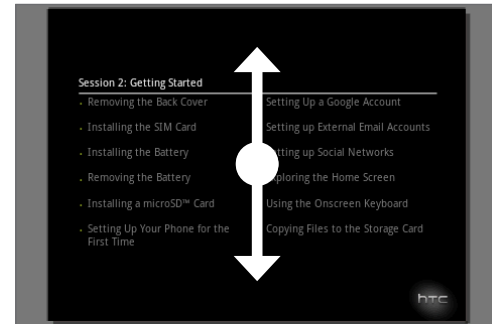 Session 2: Getting Started
Removing the Back Cover
Installing the SIM Card
Installing the Battery
Removing the Battery
Installing a microSD™ Card
Setting Up Your Phone for the
First Time
Setting Up a Google Account
Setting up External Email Accounts
up Social Networks
the Home Screen
Using the Onscreen Keyboard
Copying Files to the Storage Card
hTC